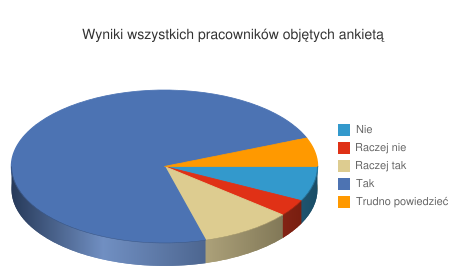 Wyniki wszystkich pracowników objętych ankietą
Nie
Raczej nie
Raczej tak
Tak
Trudno powiedzieć